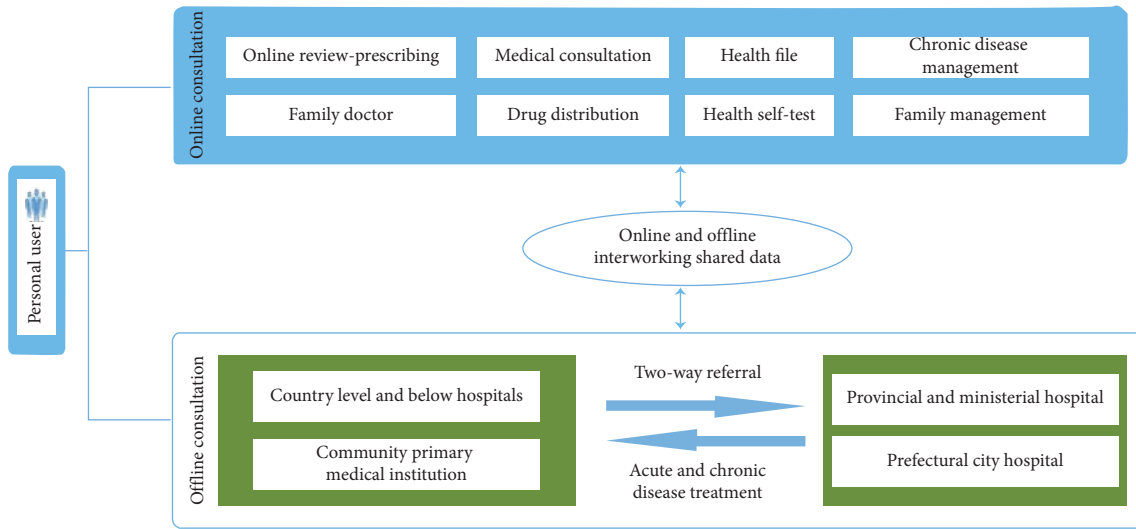 Personal user
Online consultation
Online review-prescribing
Medical consultation
Health file
Chronic disease
management
Family doctor
Drug distribution
Health self-test
Family management
Online and offline
interworking shared data
Offline consultation
Country level and below hospitals
Community primary
medical institution
Two-way referral
Acute and chronic
disease treatment
Provincial and ministerial hospital
Prefectural city hospital